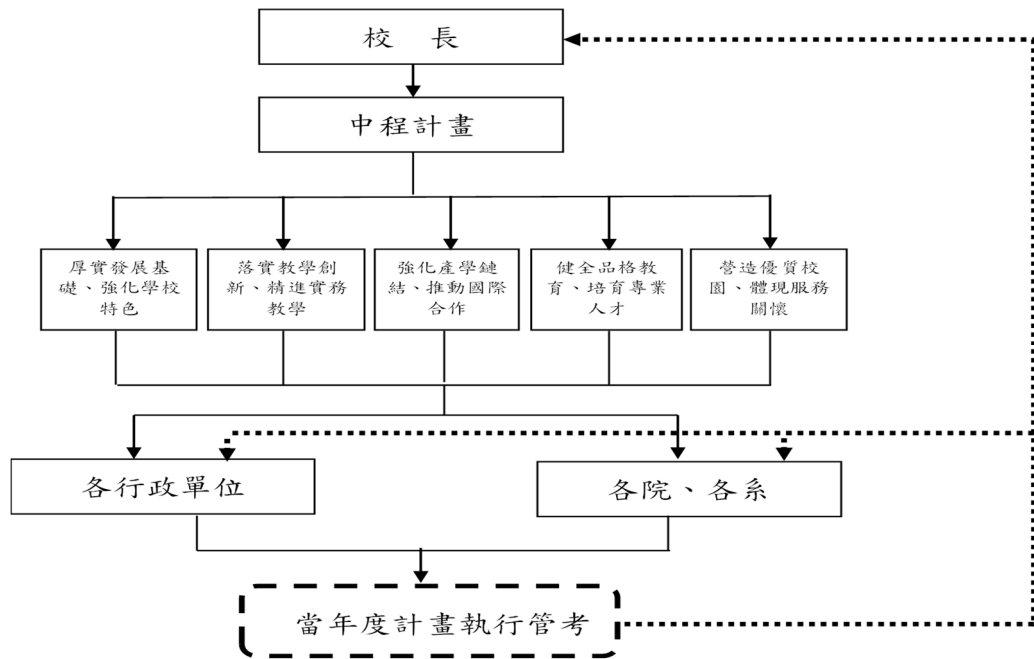 校 長
中程計畫
厚實發展基
礎、強化學校
特色
落實教學創
新、精進實務
教學
強化產學鏈
結、推動國際
合作
健全品格教
育、培育專業
人才
營造優質校
園、體現服務
關懷
各行政單位
各院、各系
當年度計畫執行管考